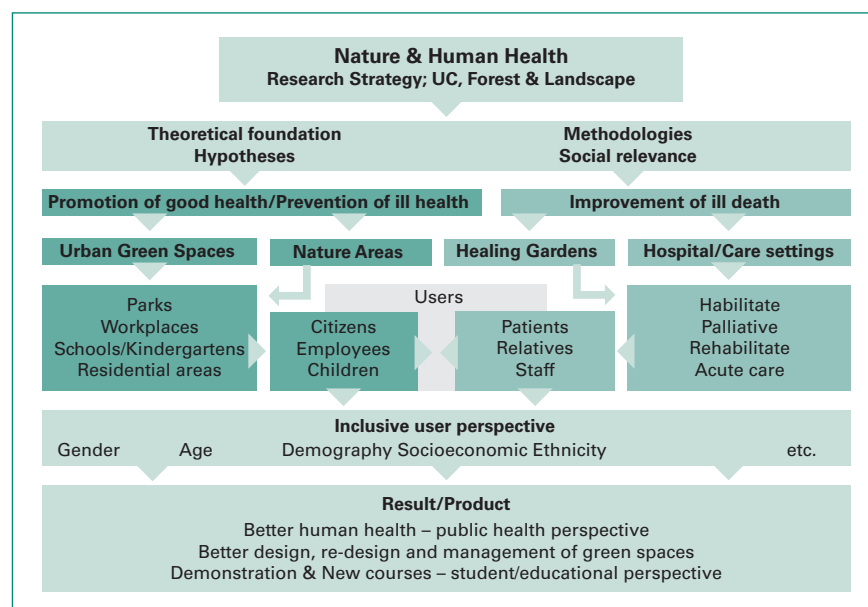 Nature & Human Health
Research Strategy; UC, Forest & Landscape
Theoretical foundation
Hypotheses
Methodologies
Social relevance
Promotion of good health/Prevention of ill health
Improvement of ill death
Urban Green Spaces
Nature Areas
Healing Gardens
Hospital/Care settings
Parks
Workplaces
Schools/Kindergartens
Residential areas
Users
Citizens
Employees
Children
Patients
Relatives
Staff
Habilitate
Palliative
Rehabilitate
Acute care
Inclusive user perspective
Gender Age Demography Socioeconomic Ethnicity etc.
Result/Product
Better human health – public health perspective
Better design, re-design and management of green spaces
Demonstration & New courses – student/educational perspective